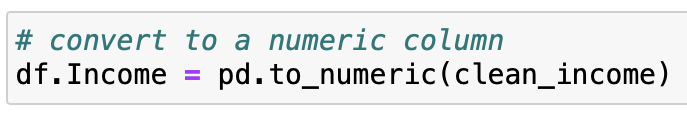 # convert to a numeric column
df.Income = pd.to_numeric(clean_income)